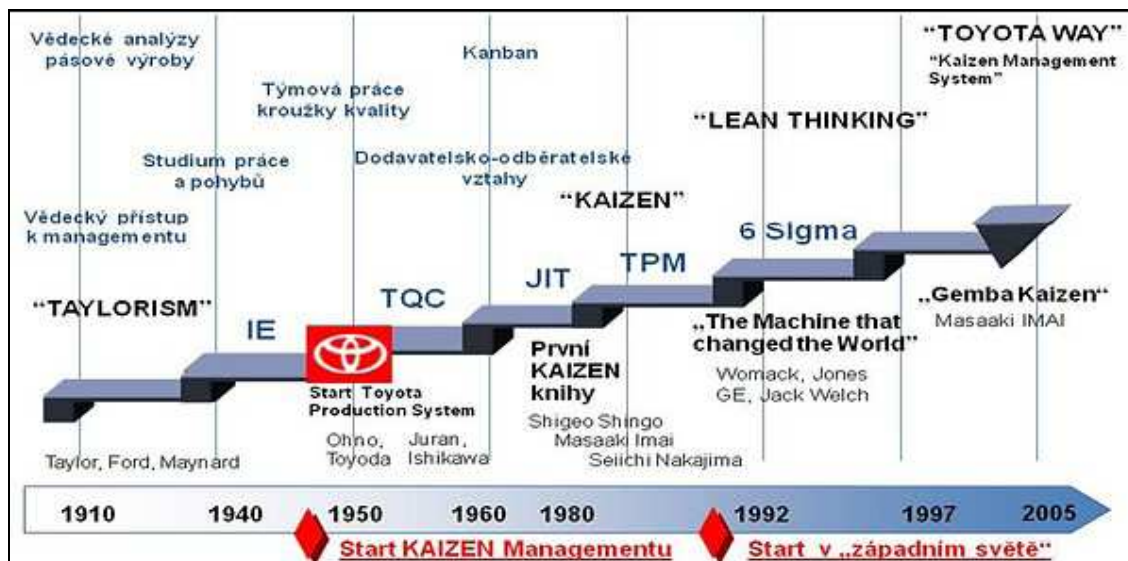 Vědecké analýzy
pásové výroby
Týmová práce
kroužky kvality
Kanban
“TOYOTA WAY”
“Kaizen Management
System”
“LEAN THINKING”
Studium práce
a pohybů
Dodavatelsko-odběratelské
vztahy
“KAIZEN”
Vědecký přístup
k managementu
6 Sigma
TPM
JIT
TQC
IE
“TAYLORISM”
„Gemba Kaizen“
Masaaki IMAI
„The Machine that
changed the World”
Womack, Jones
GE, Jack Welch
První
KAIZEN
knihy
Shigeo Shingo
Masaaki Imai
Seiichi Nakajima
Start Toyota
Production System
Ohno,
Toyoda
Juran,
Ishikawa
Taylor, Ford, Maynard
1910 1940 1950 1960 1980 1992 1997 2005
Start KAIZEN Managementu
Start v „západním světě“